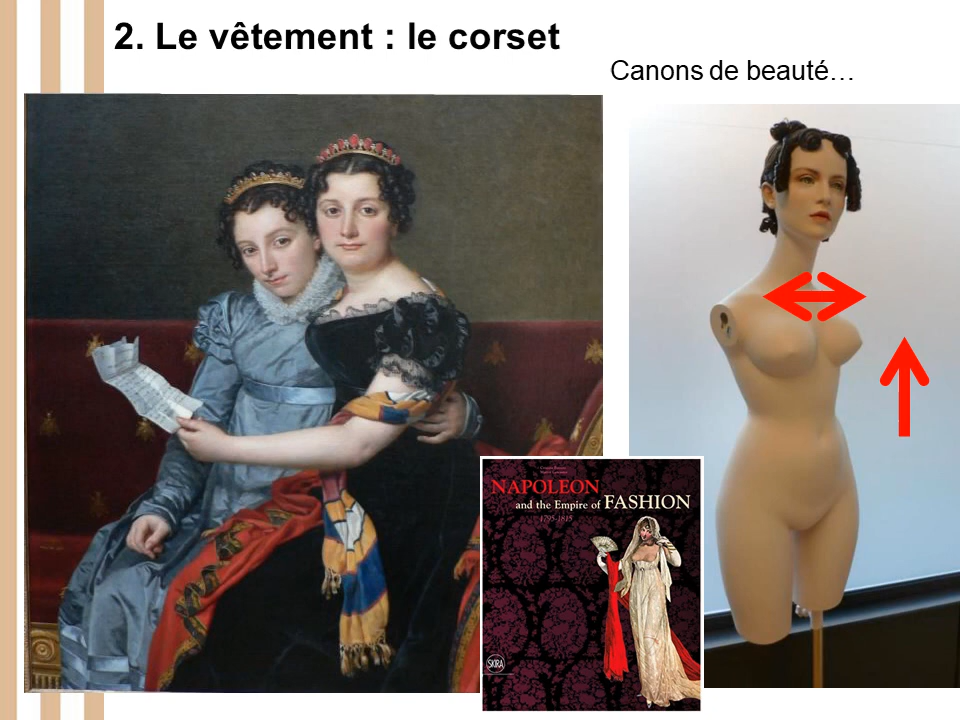 2. Le vêtement : le corset
Canons de beauté…
NAPOLEON
and the Empire of FASHION
1795-1815
SKIRA